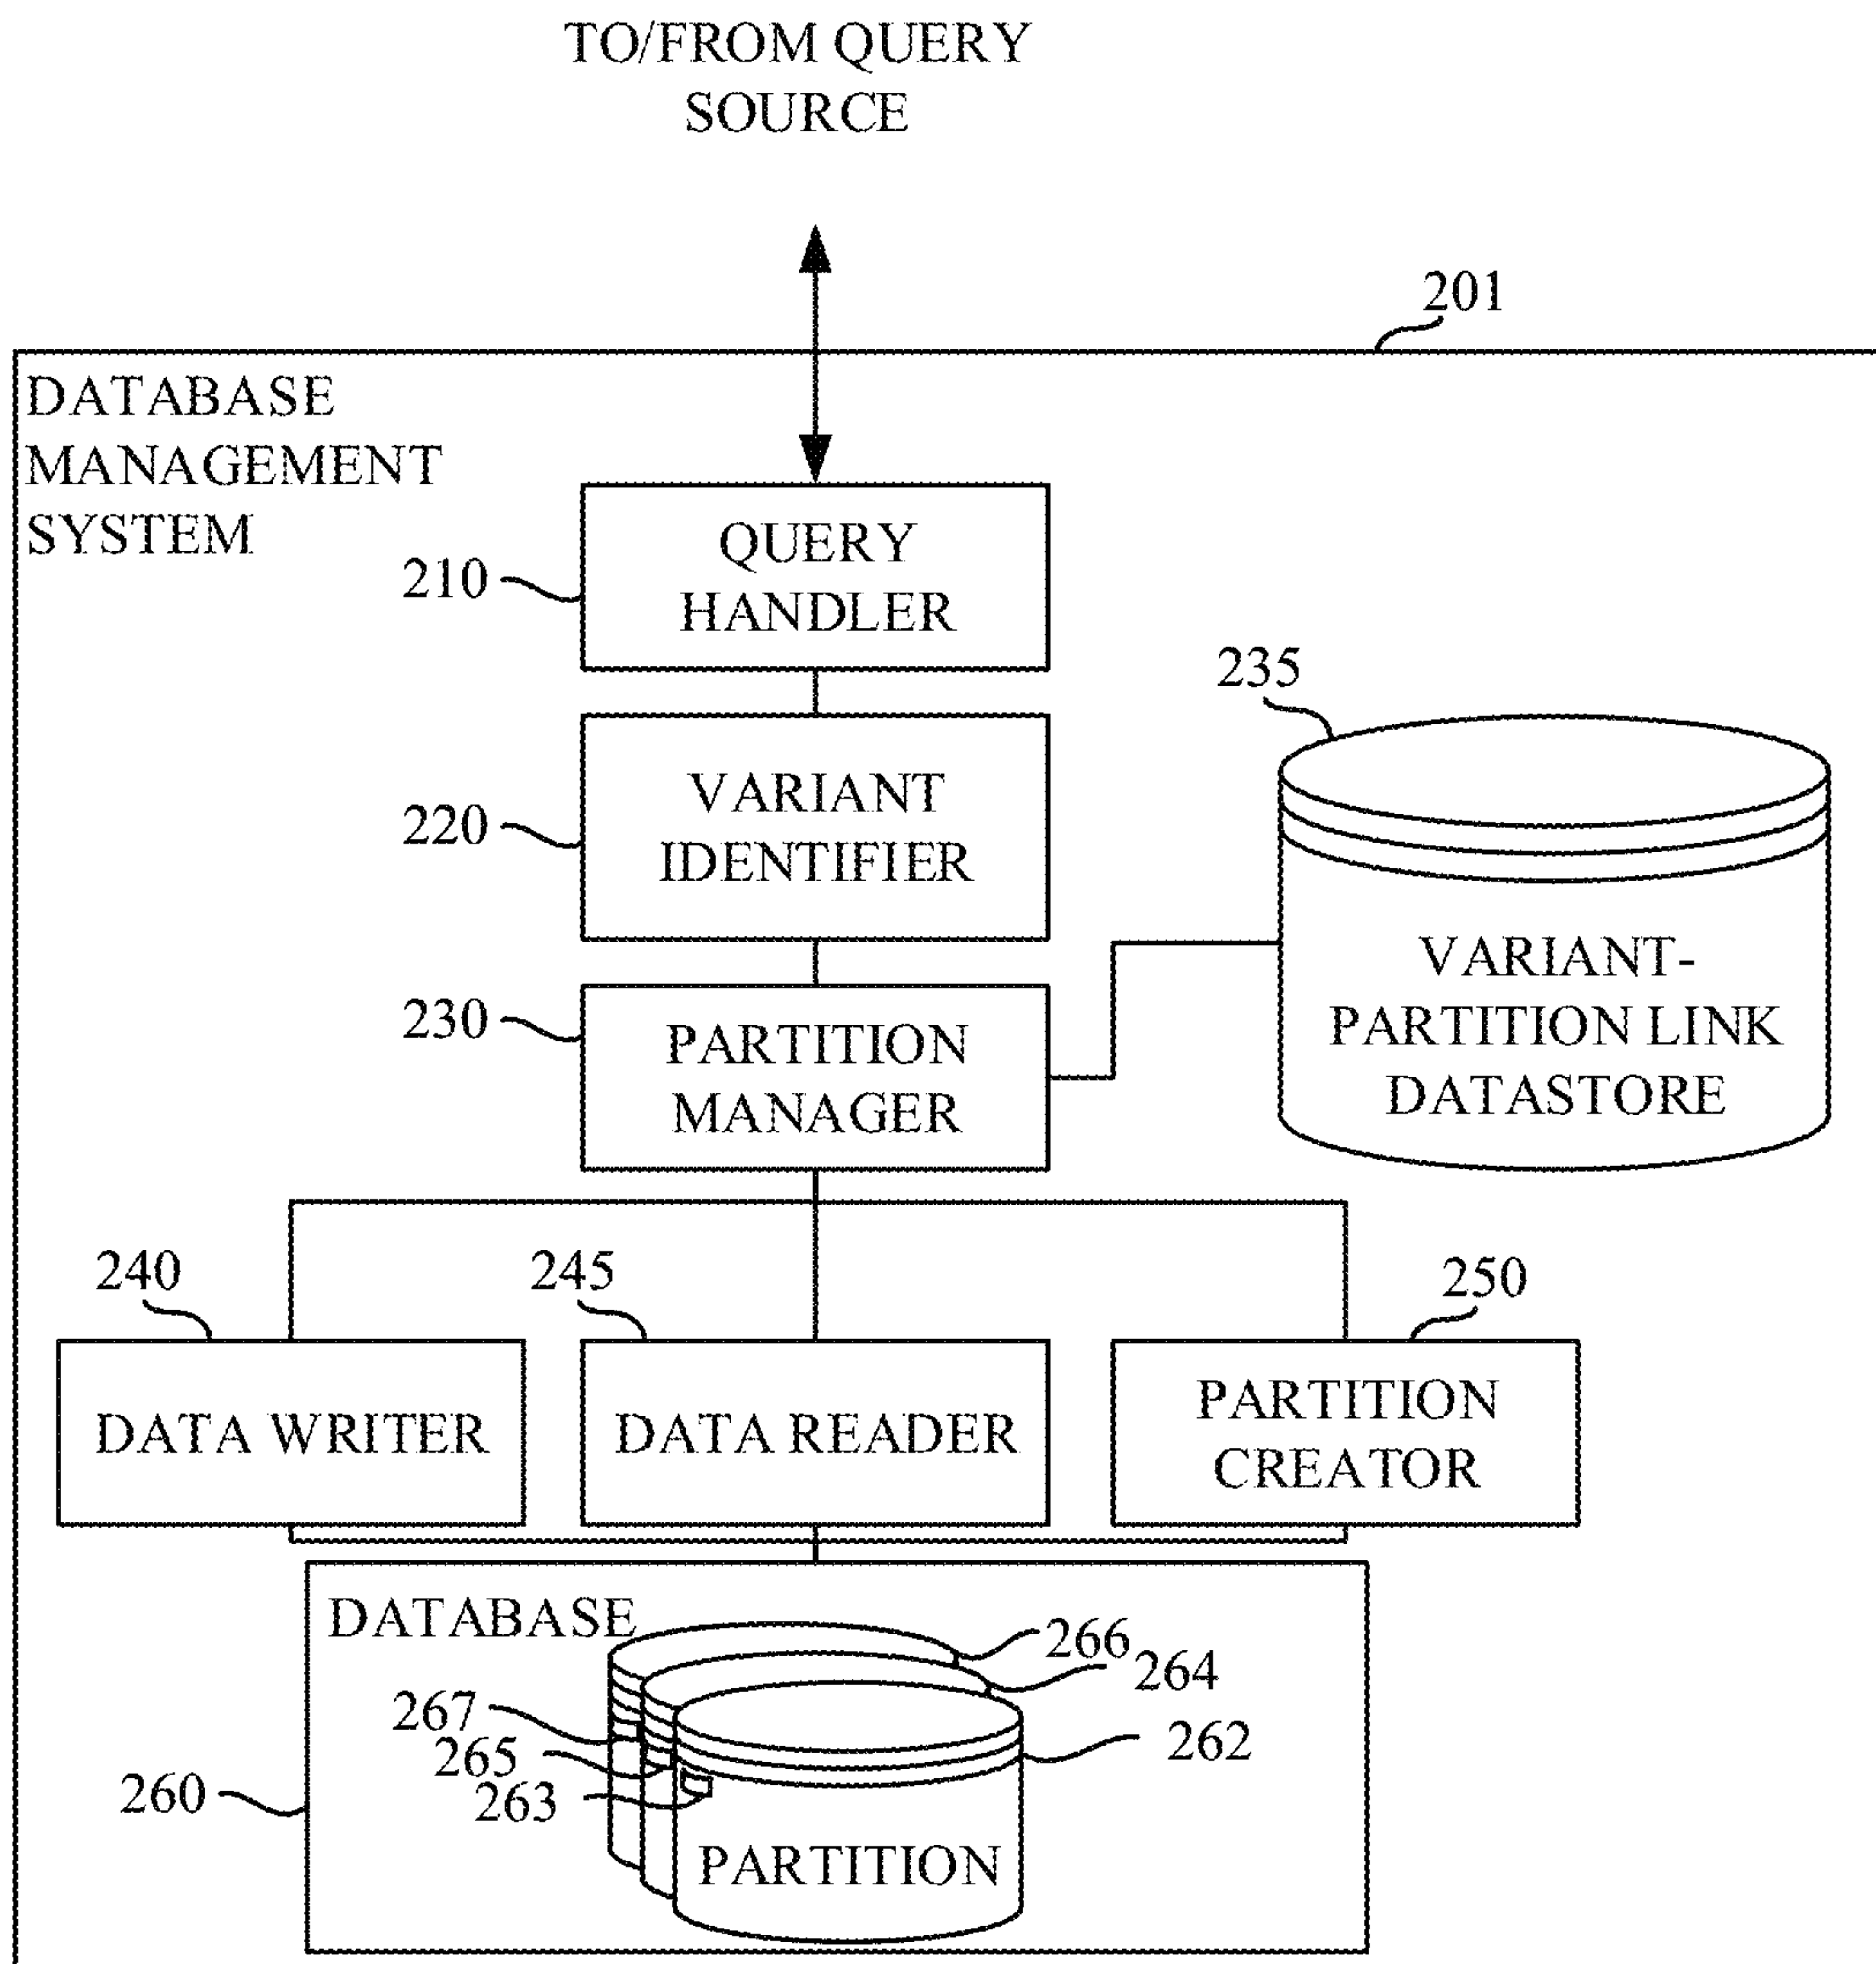 TO/FROM QUERY
SOURCE
201
DATABASE
MANAGEMENT
SYSTEM
QUERY
HANDLER
210
235
VARIANT
IDENTIFIER
220
VARIANT-
PARTITION LINK
DATASTORE
230
PARTITION
MANAGER
240
245
250
DATA WRITER
DATA READER
PARTITION
CREATOR
DATABASE
266
264
267
262
265
263
260
PARTITION